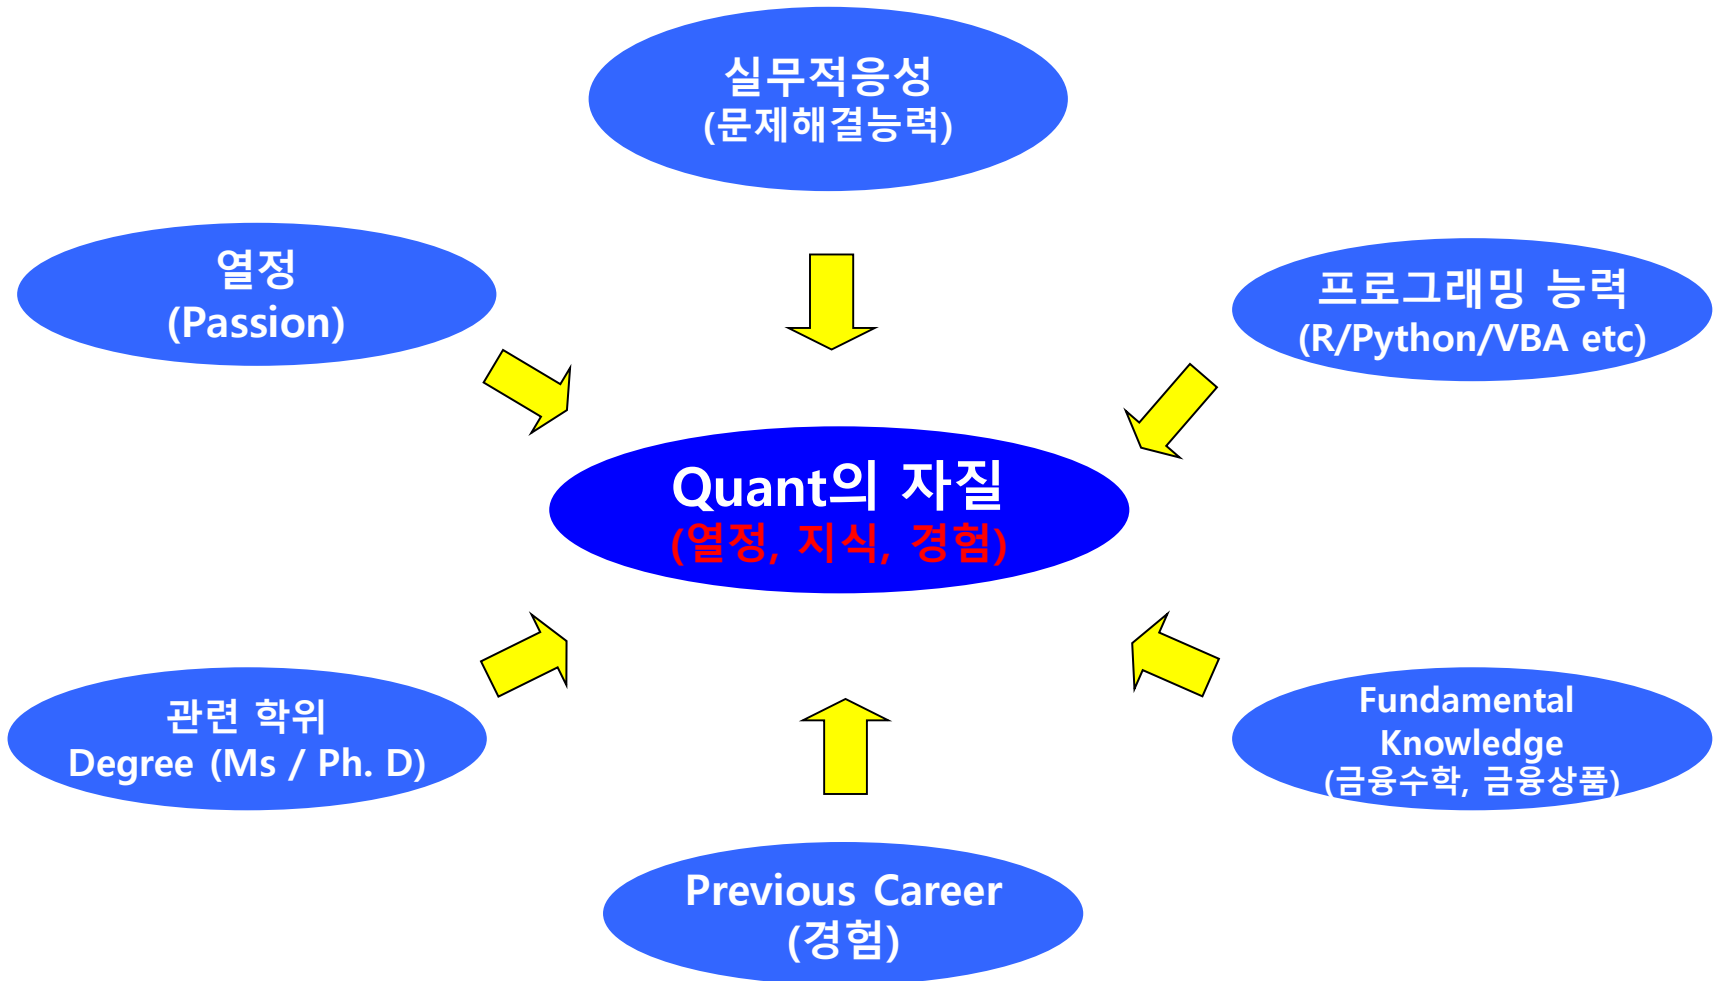 실무적응성
(문제해결능력)
열정
(Passion)
프로그래밍 능력
(R/Python/VBA etc)
Quant의 자질
(열정, 지식, 경험)
관련 학위
Degree (Ms / Ph. D)
Fundamental
Knowledge
(금융수학, 금융상품)
Previous Career
(경험)